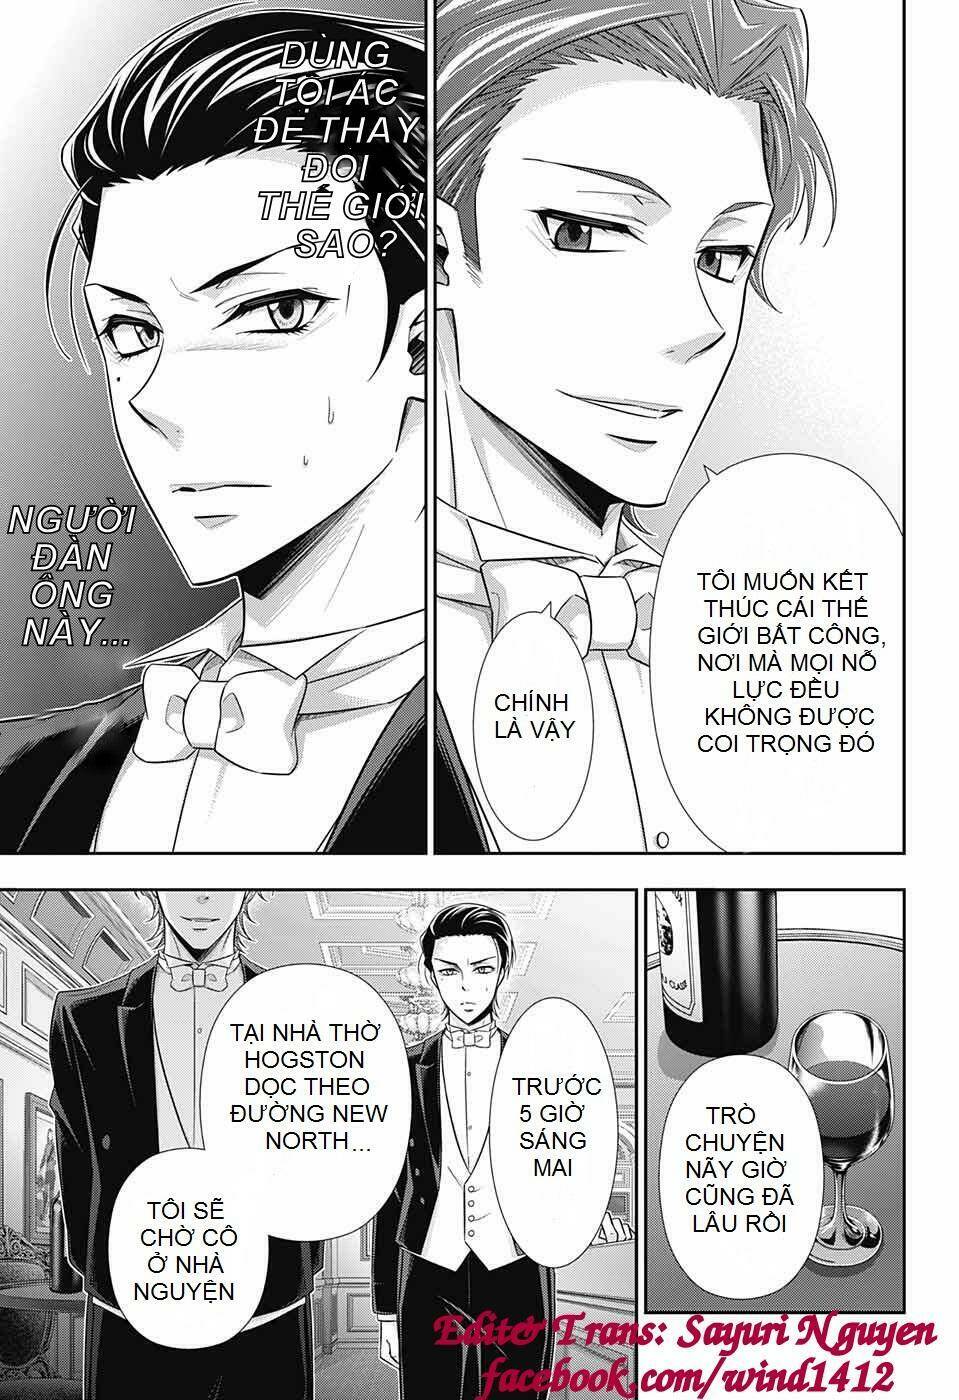 TÔI MUỐN KẾT
THÚC CÁI THẾ
GIỚI BẤT CÔNG,
NƠI MÀ MỌI NỖ
LỰC ĐỀU
KHÔNG ĐƯỢC
COI TRỌNG ĐÓ
CHÍNH
LÀ VẬY
DÙNG
TỘI ÁC
ĐE THAY
ĐOI
THẾ GIỚI
SAO?
NGƯỜI
ĐÀN
ÔNG
NÀY...
TRÒ
CHUYỆN
NÃY GIỜ
CŨNG ĐÃ
LÂU RỒI
TRƯỚC
5 GIỜ
SÁNG
MAI
TẠI NHÀ THỜ
HOGSTON
DỌC THEO
ĐƯỜNG NEW
NORTH...
TÔI SẼ
CHỜ CÔ
Ở NHÀ
NGUYỆN
Edit& Trans: Sayuri Nguyen
facebook.com/wind1412